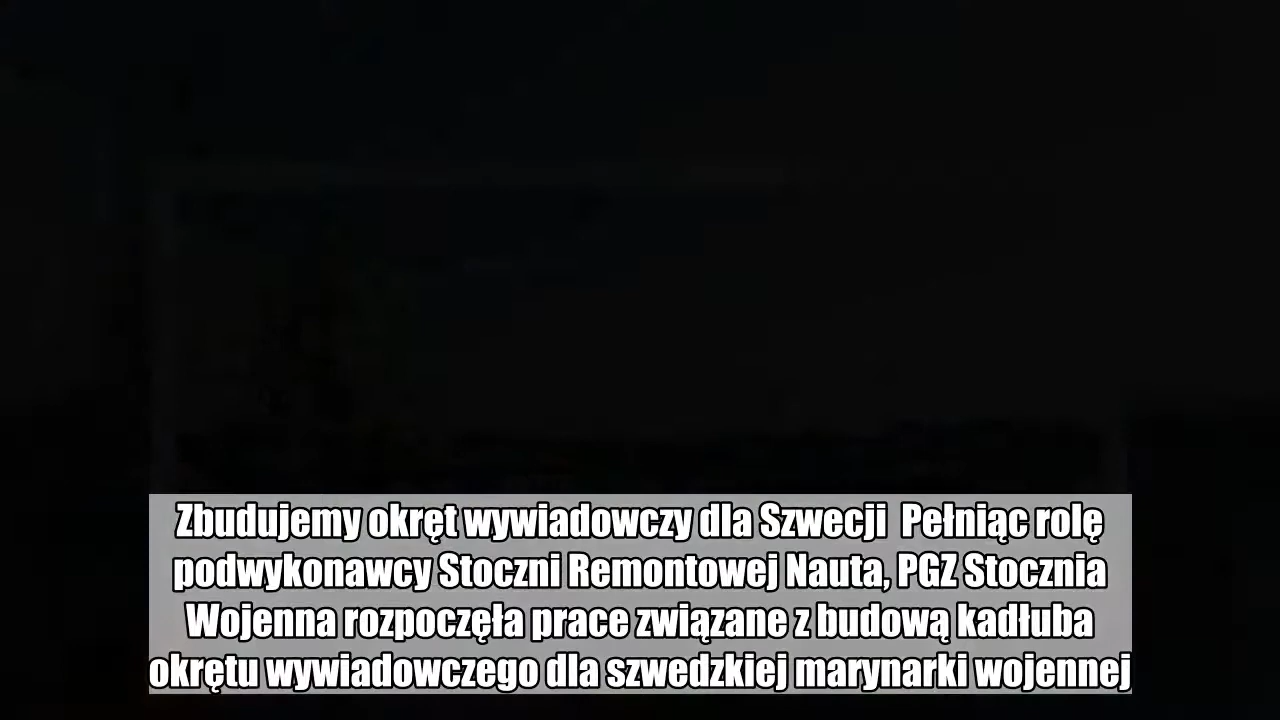 Zbudujemy okręt wywiadowczy dla Szwecji  Pełniąc rolę
podwykonawcy Stoczni Remontowej Nauta, PGZ Stocznia
Wojenna rozpoczęła prace związane z budową kadłuba
okrętu wywiadowczego dla szwedzkiej marynarki wojennej